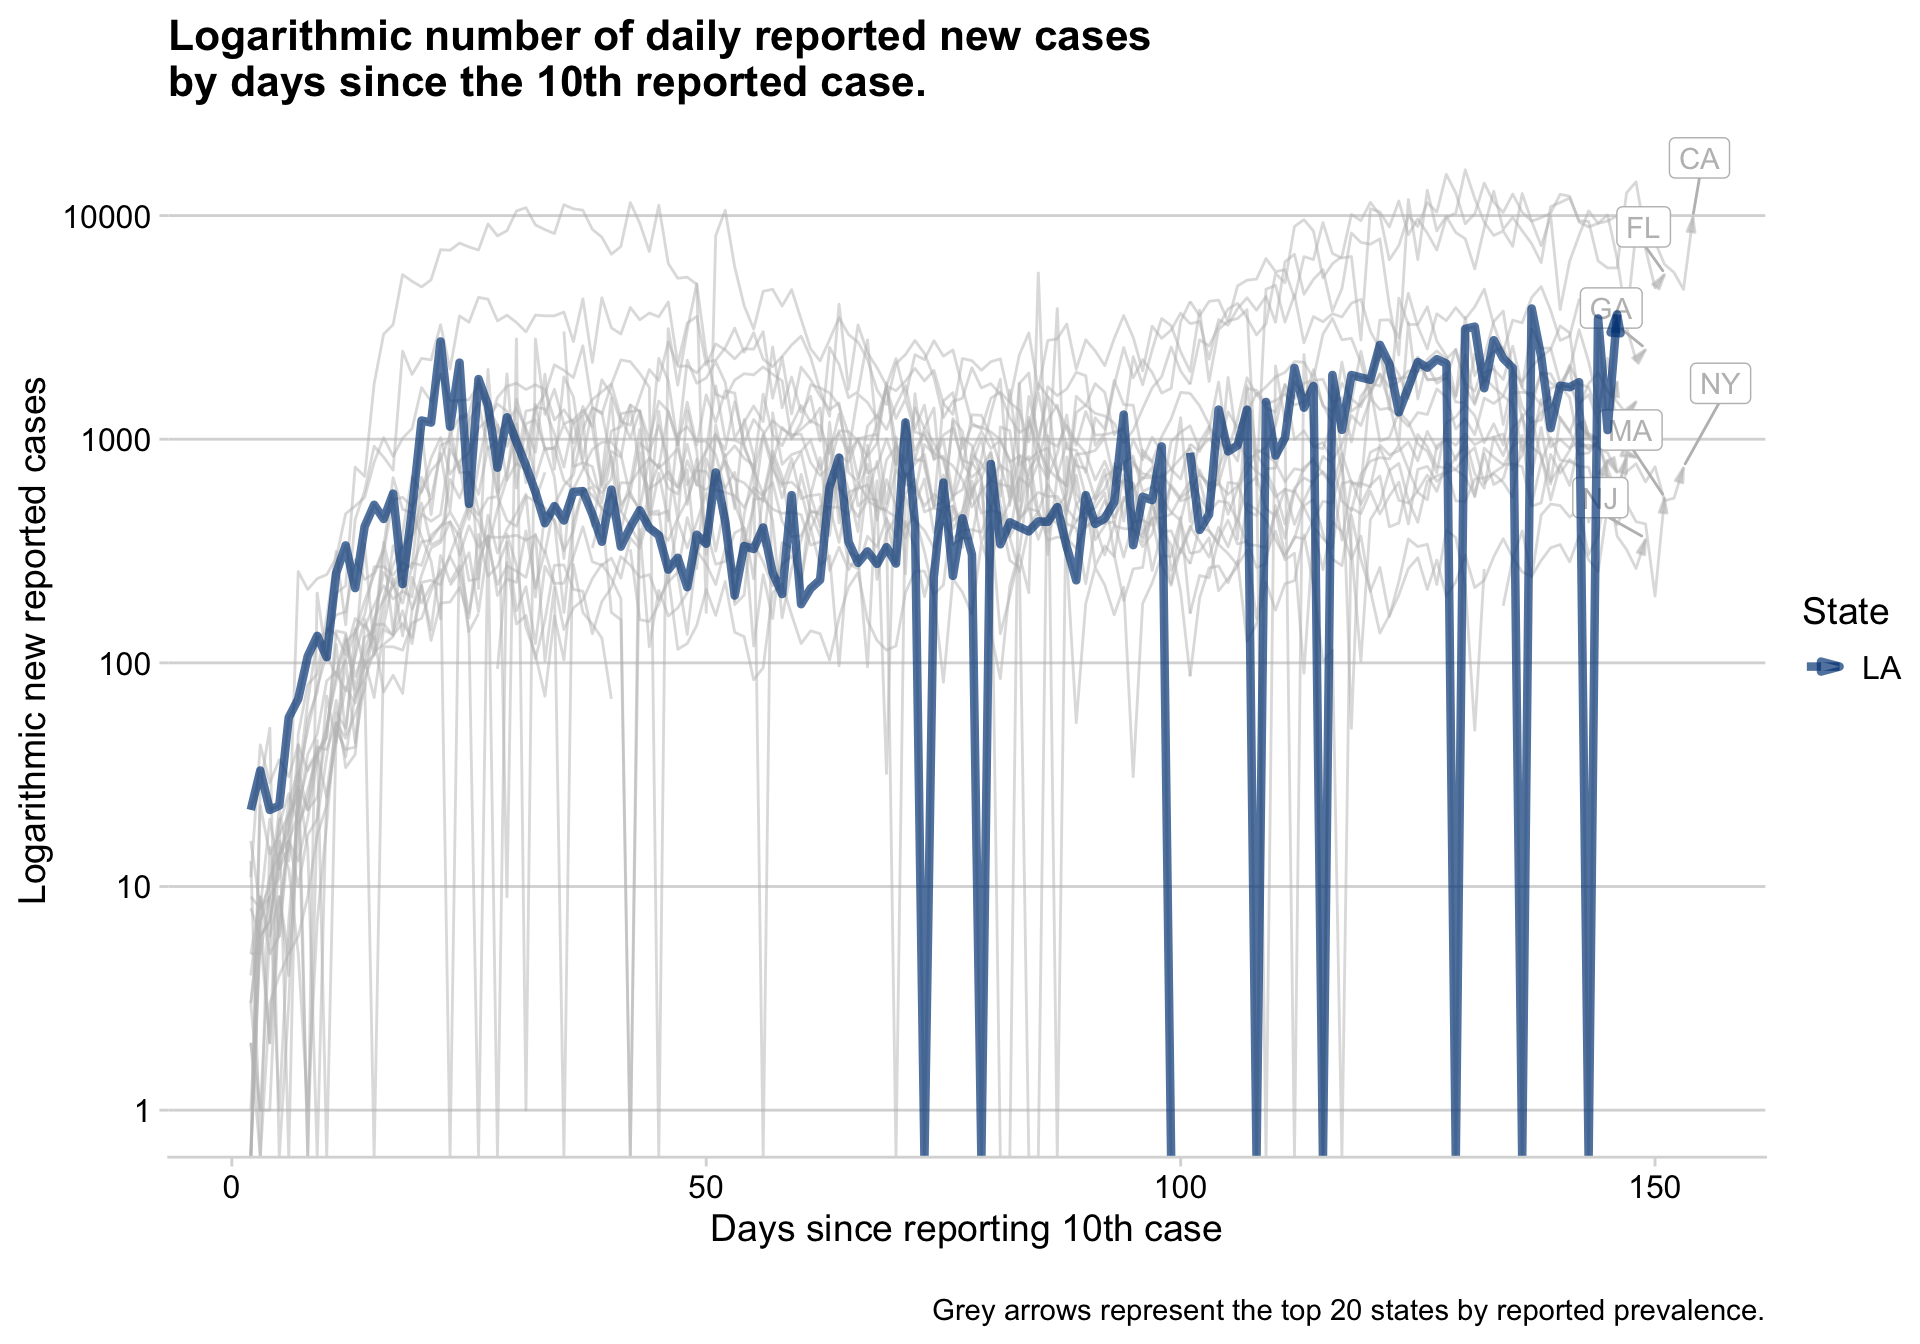 Logarithmic number of daily reported new cases
by days since the 10th reported case.
Logarithmic new reported cases
10000
1000
100
10
1
CA
FL
GA
NY
MA
NJ
State
LA
0
50
100
150
Days since reporting 10th case
Grey arrows represent the top 20 states by reported prevalence.